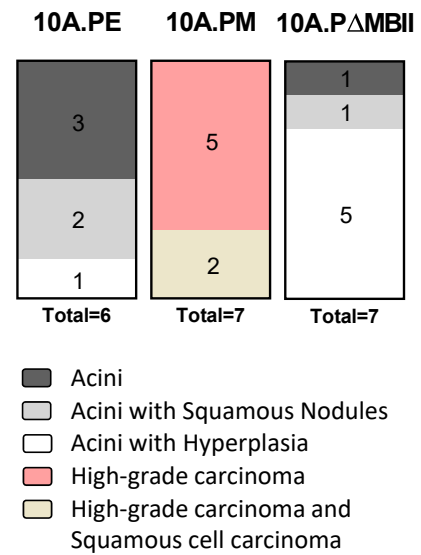 10A.PE 10A.PM 10A.PΔMBII
3 5 1
1
2 5
1 2
Total=6 Total=7 Total=7
Acini
Acini with Squamous Nodules
Acini with Hyperplasia
High-grade carcinoma
High-grade carcinoma and
Squamous cell carcinoma